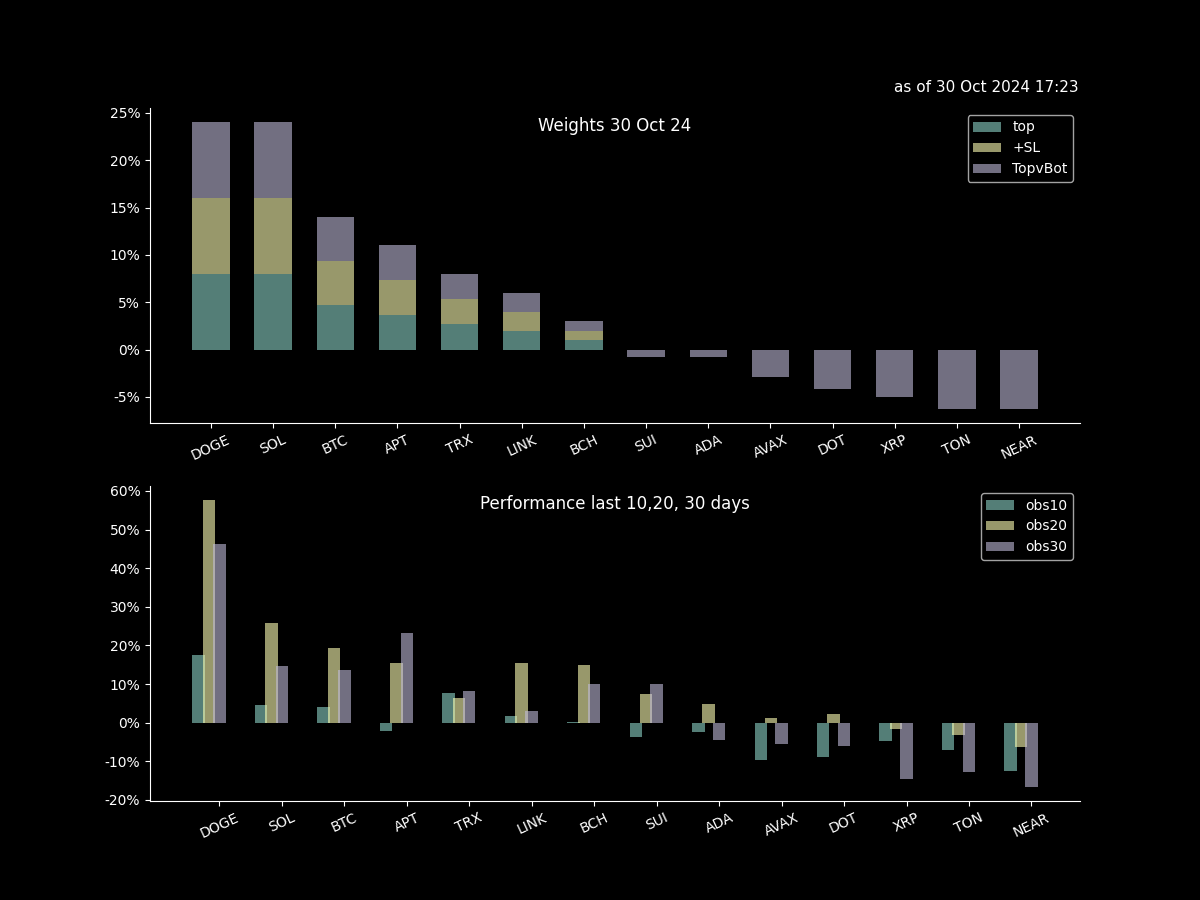 as of 30 Oct 2024 17:23
Weights 30 Oct 24
top
+SL
TopvBot
25%
20%
15%
10%
5%
0%
-5%
DOGE SOL BTC APT TRX LINK BCH SUI ADA AVAX DOT XRP TON NEAR
Performance last 10,20, 30 days
obs10
obs20
obs30
60%
50%
40%
30%
20%
10%
0%
-10%
-20%
DOGE SOL BTC APT TRX LINK BCH SUI ADA AVAX DOT XRP TON NEAR